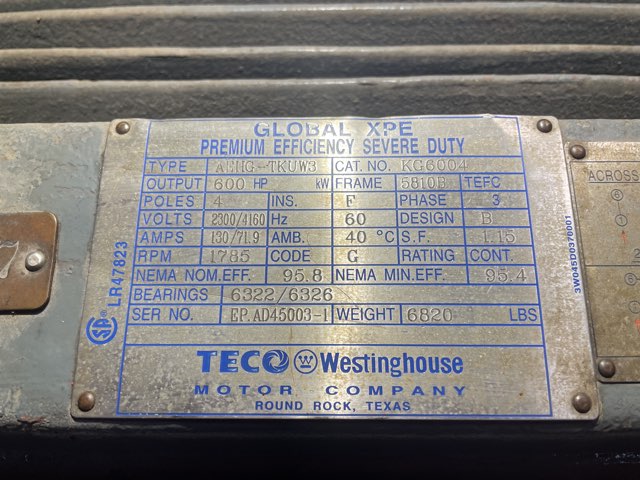 GLOBAL XPE
PREMIUM EFFICIENCY SEVERE DUTY
TYPE AEHG-TKUW3 CAT. NO. KG6004
OUTPUT 600 HP kW FRAME 5810B TEFC
POLES 4 INS. F PHASE 3
VOLTS 2300/4160 Hz 60 DESIGN B
AMPS 130/71.9 AMB. 40 °C S.F. 1.15
RPM 1785 CODE G RATING CONT.
NEMA NOM.EFF. 95.8 NEMA MIN.EFF. 95.4
BEARINGS 6322/6326
SER NO. EP.AD45003-1 WEIGHT 6820 LBS
TECO W Westinghouse
MOTOR COMPANY
ROUND ROCK, TEXAS
LR47823
3W045D0370001
ACROSS
7